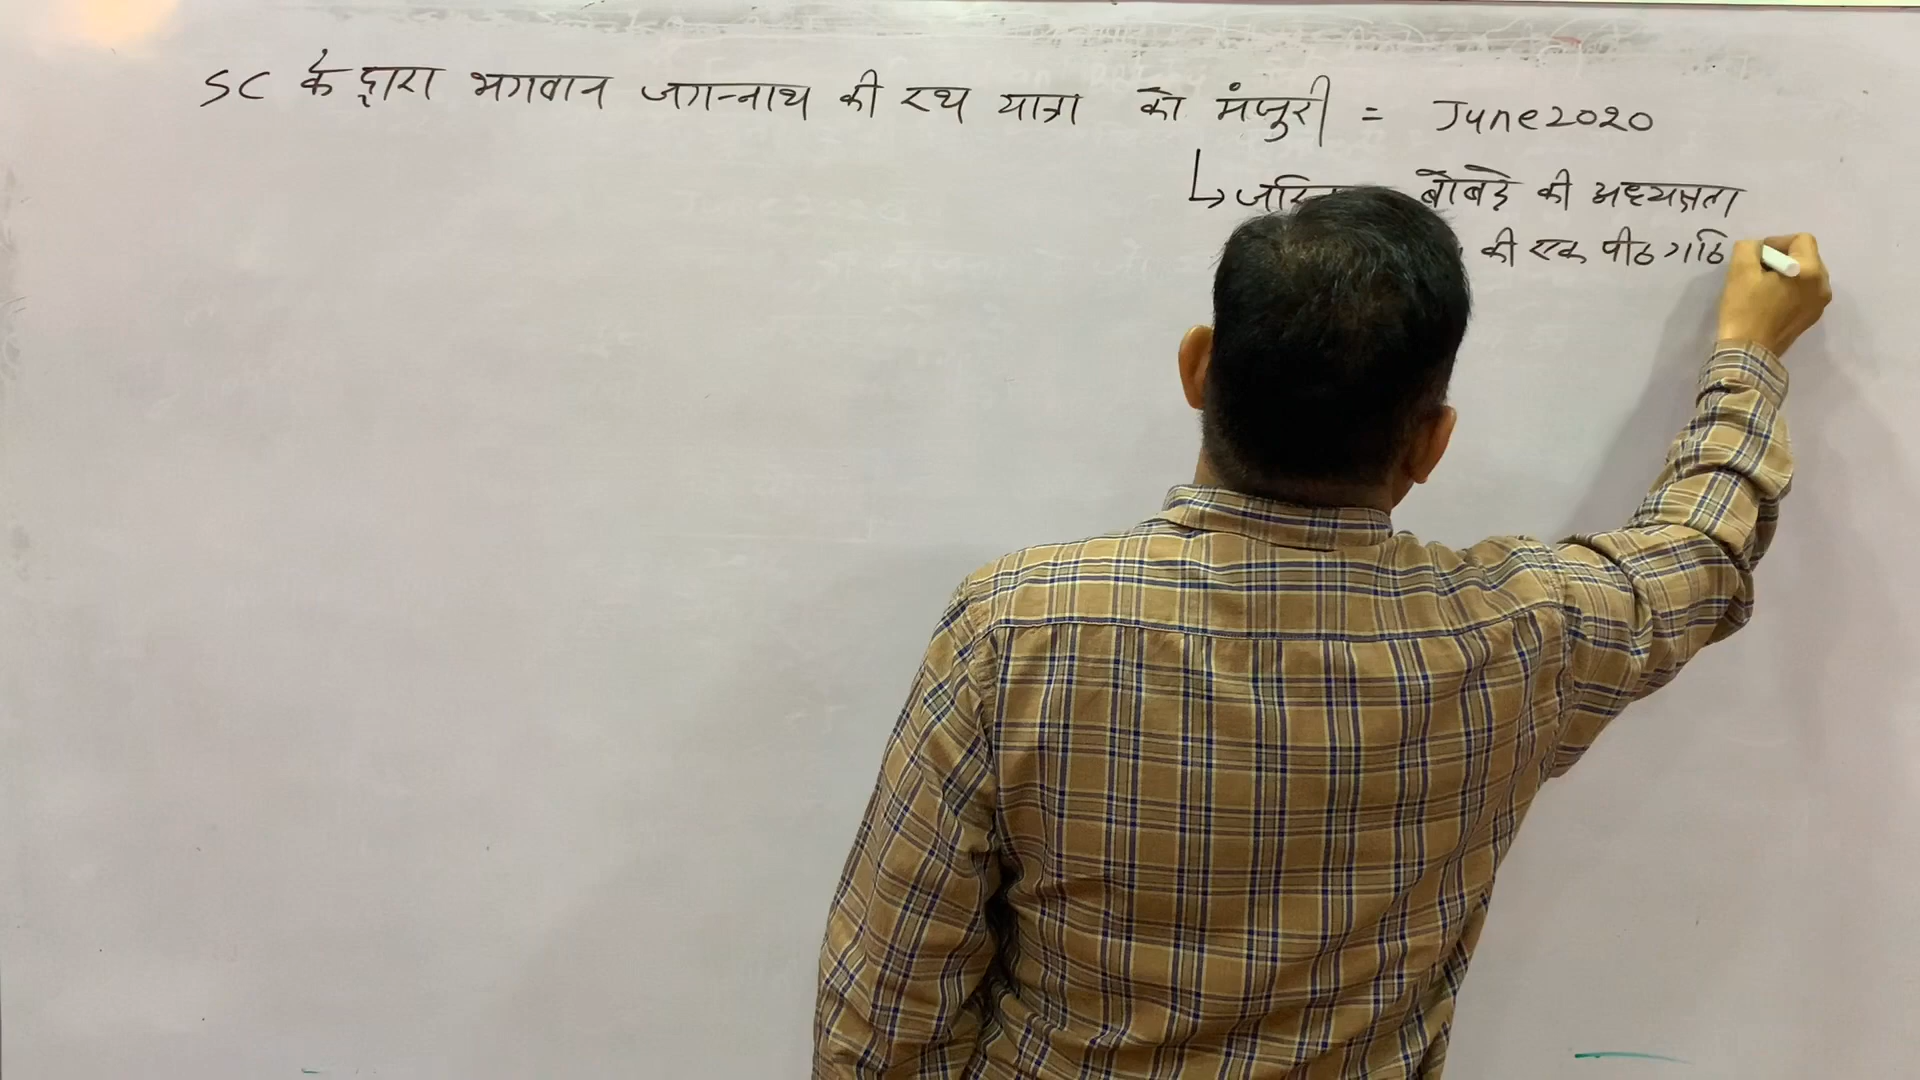 SC के द्वारा भगवान जगन्नाथ की रथ यात्रा को मंजुरी = June 2020
↳ बोबड़े की अध्यक्षता
की एक पीठ गठि